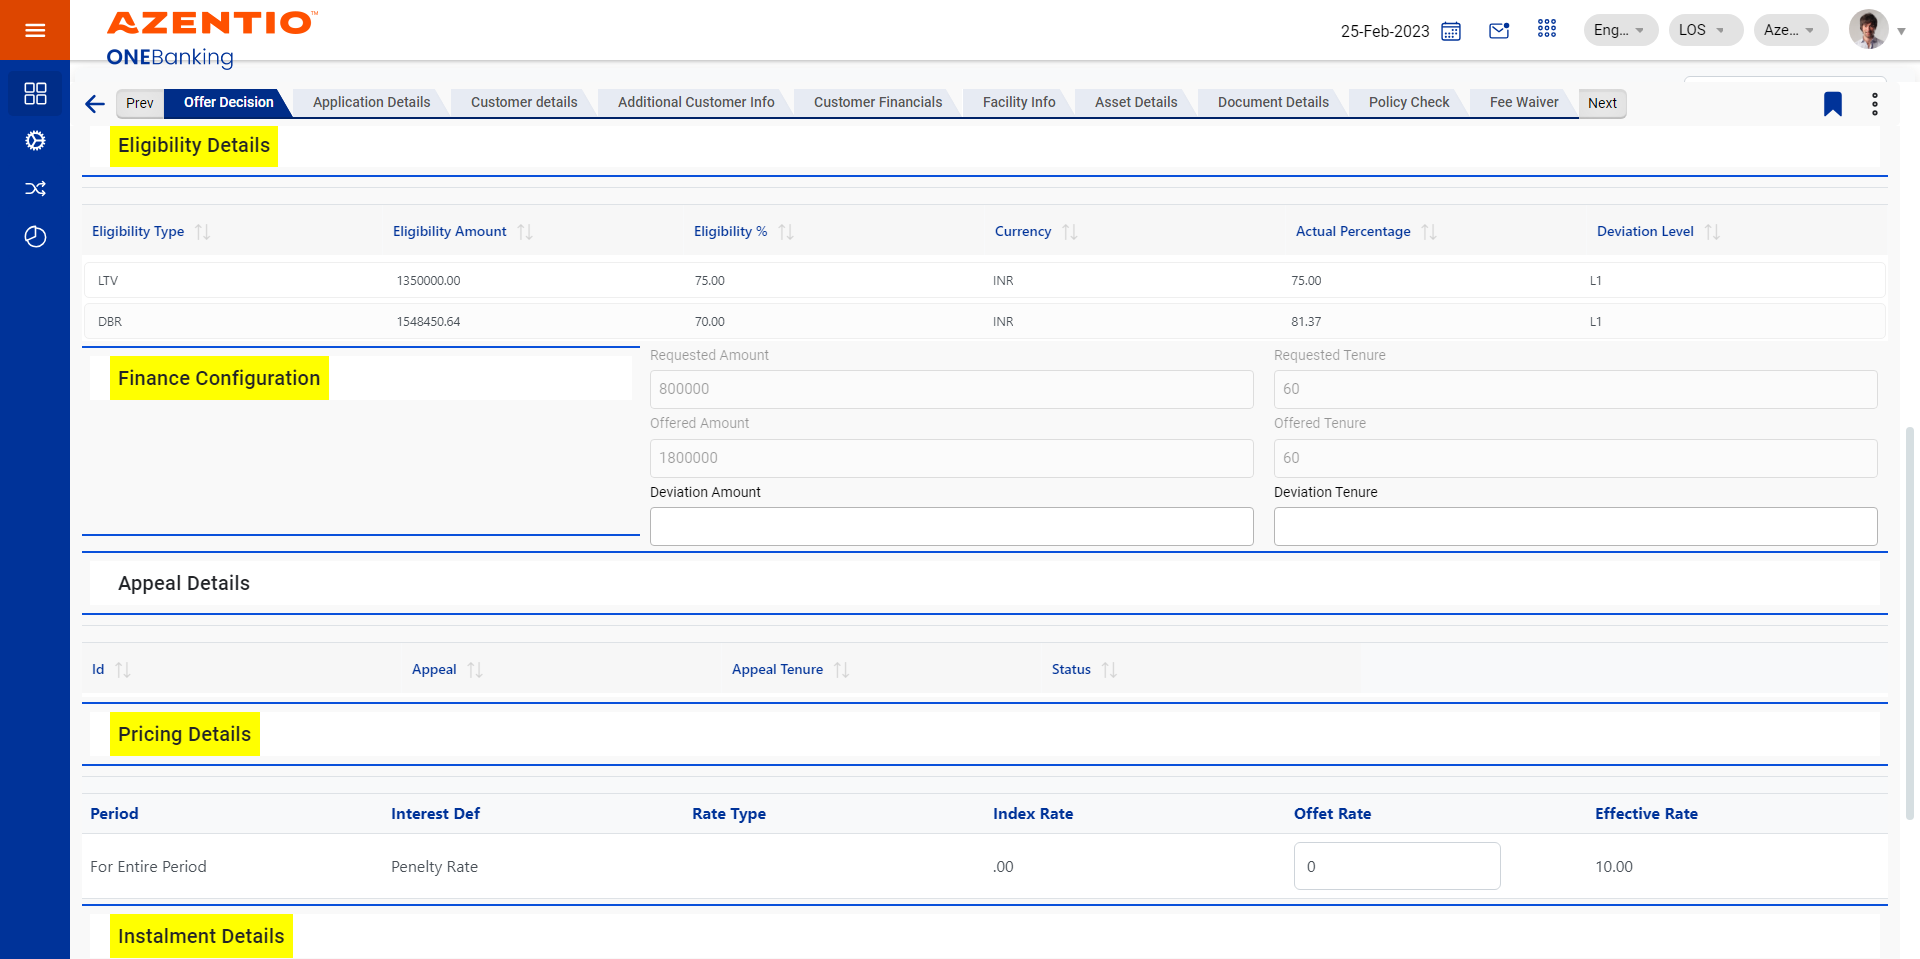 AZENTIO™
ONEBanking
25-Feb-2023
Eng...
LOS
Aze...
Prev
Offer Decision
Application Details
Customer details
Additional Customer Info
Customer Financials
Facility Info
Asset Details
Document Details
Policy Check
Fee Waiver
Next
Eligibility Details
Eligibility Type Eligibility Amount Eligibility % Currency Actual Percentage Deviation Level
LTV 1350000.00 75.00 INR 75.00 L1
DBR 1548450.64 70.00 INR 81.37 L1
Finance Configuration
Requested Amount Requested Tenure
800000 60
Offered Amount Offered Tenure
1800000 60
Deviation Amount Deviation Tenure
Appeal Details
Id Appeal Appeal Tenure Status
Pricing Details
Period Interest Def Rate Type Index Rate Offet Rate Effective Rate
For Entire Period Penelty Rate .00 0 10.00
Instalment Details